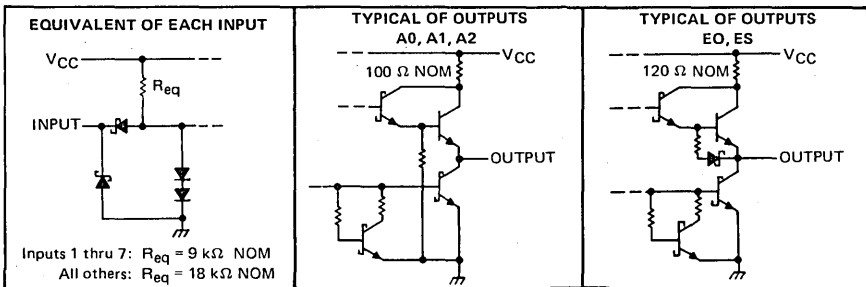 EQUIVALENT OF EACH INPUT
VCC
Req
INPUT
Inputs 1 thru 7: Req = 9 kΩ NOM
All others: Req = 18 kΩ NOM
TYPICAL OF OUTPUTS
A0, A1, A2
VCC
100 Ω NOM
OUTPUT
TYPICAL OF OUTPUTS
EO, ES
VCC
120 Ω NOM
OUTPUT